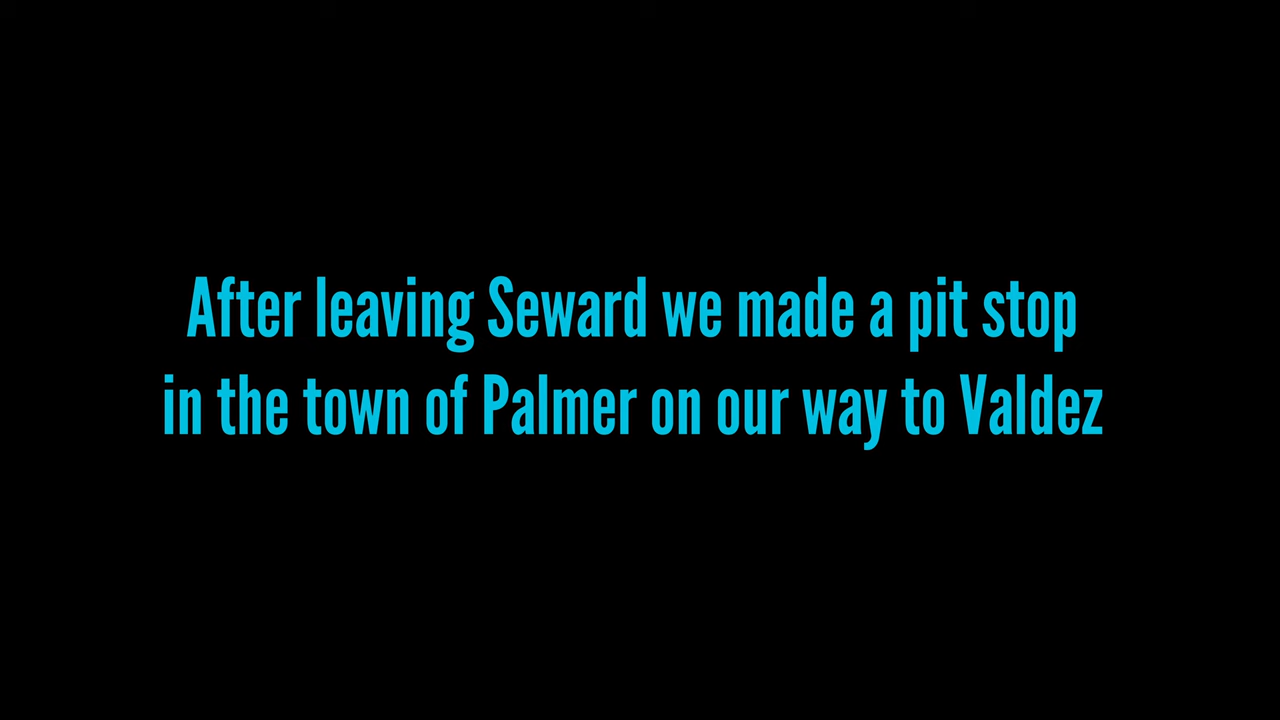 After leaving Seward we made a pit stop
in the town of Palmer on our way to Valdez